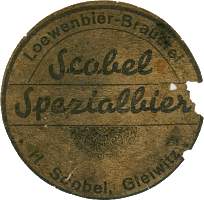 Loewenbier-Brauerei
Scobel
Spezialbier
H. Scobel, Gleiwitz